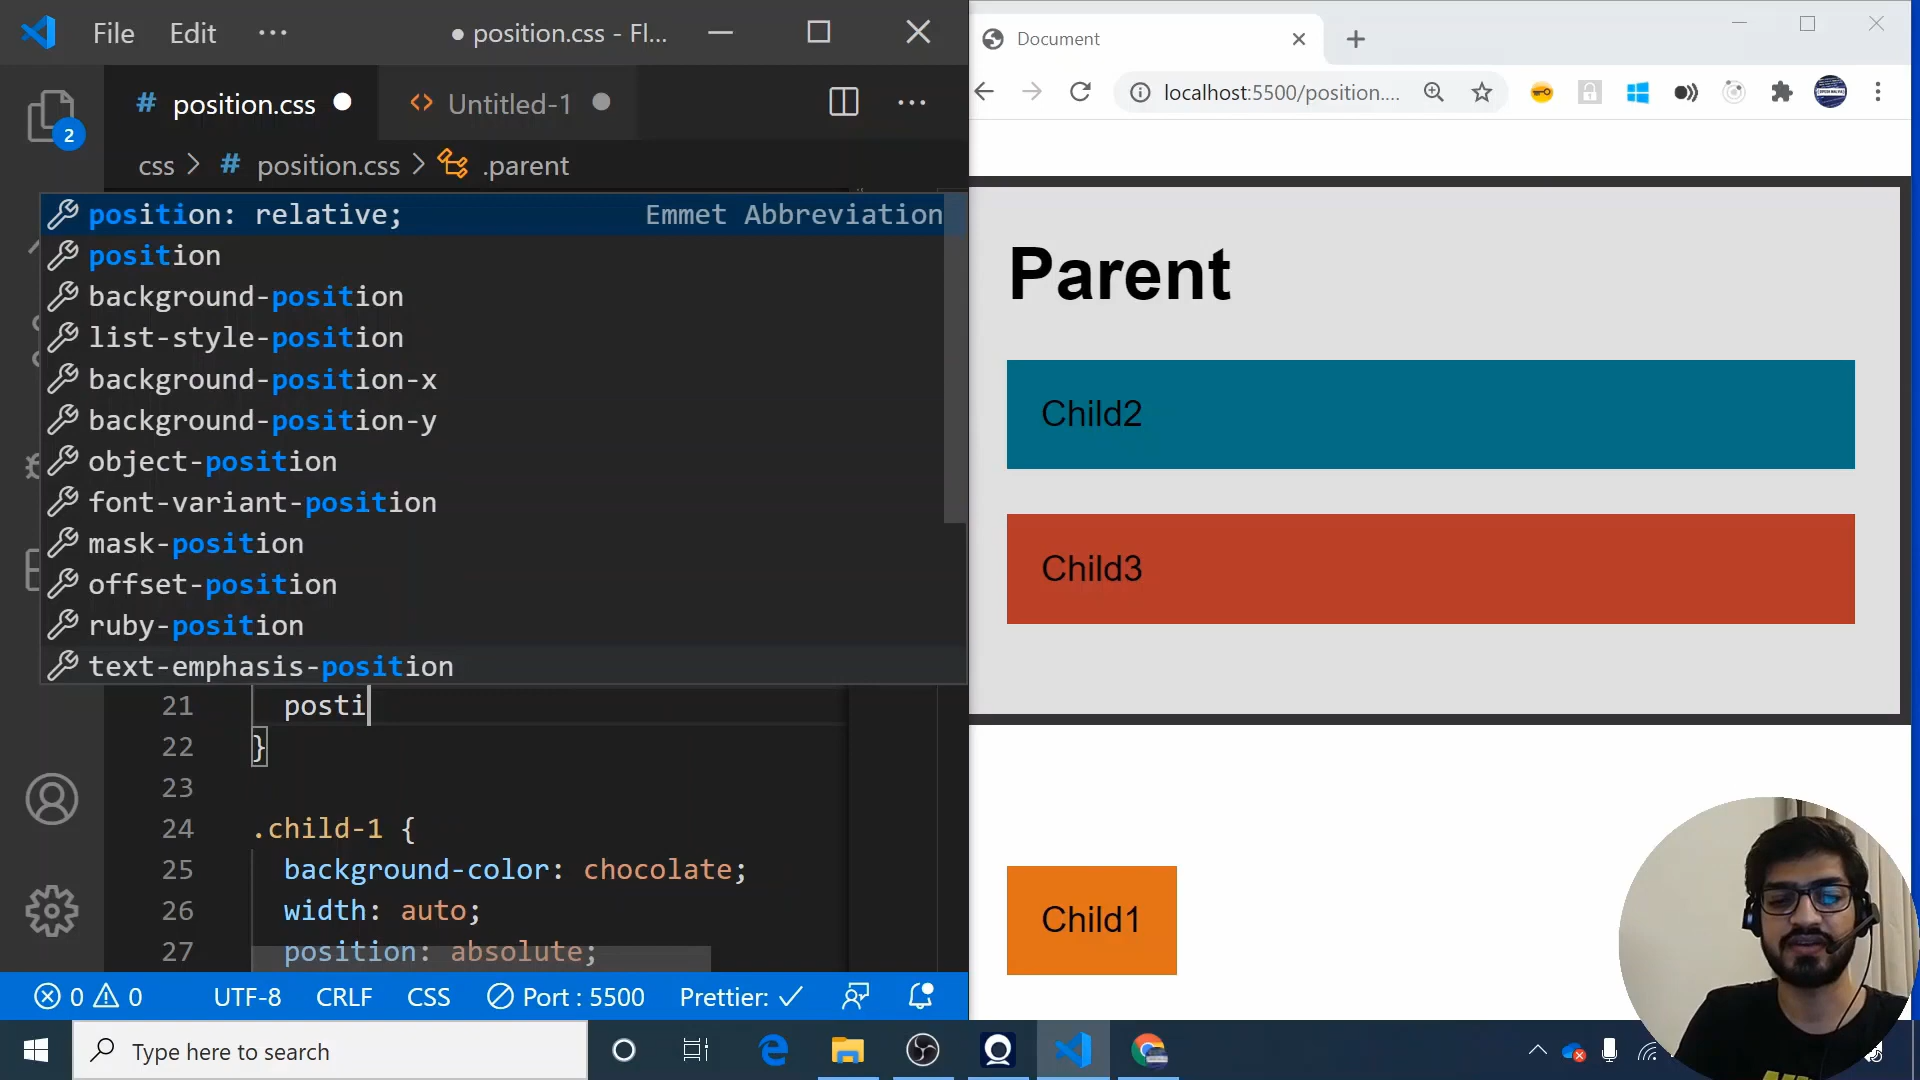 File Edit ···
● position.css - Fl...
# position.css ●
<> Untitled-1 ●
css > # position.css > .parent
position: relative; Emmet Abbreviation
position
background-position
list-style-position
background-position-x
background-position-y
object-position
font-variant-position
mask-position
offset-position
ruby-position
text-emphasis-position
21 posti
22 }
23
24 .child-1 {
25 background-color: chocolate;
26 width: auto;
27 position: absolute;
2
0 0 UTF-8 CRLF CSS Port : 5500 Prettier: ✓
Type here to search
Document
localhost:5500/position....
Parent
Child2
Child3
Child1